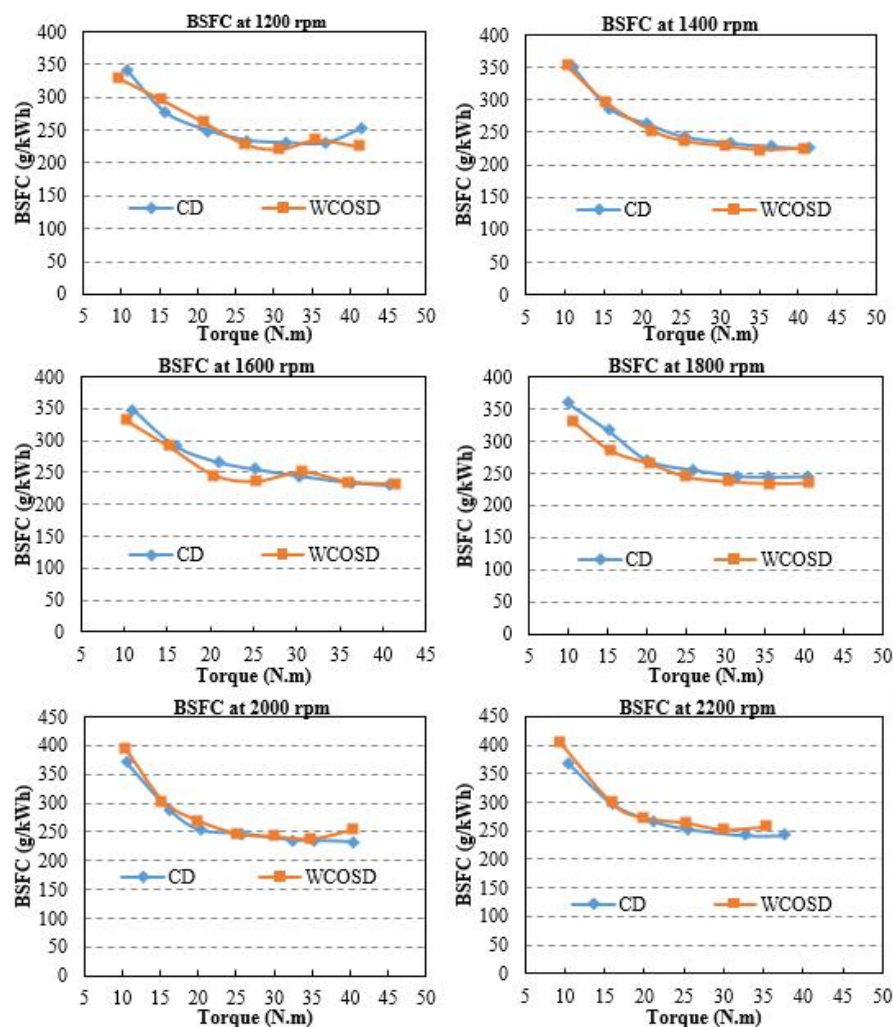 BSFC at 1200 rpm
400
350
300
250
200
150
100
50
0
BSFC (g/kWh)
CD
WCOSD
5 10 15 20 25 30 35 40 45 50
Torque (N.m)
BSFC at 1400 rpm
400
350
300
250
200
150
100
50
0
BSFC (g/kWh)
CD
WCOSD
5 10 15 20 25 30 35 40 45 50
Torque (N.m)
BSFC at 1600 rpm
400
350
300
250
200
150
100
50
0
BSFC (g/kWh)
CD
WCOSD
5 10 15 20 25 30 35 40 45
Torque (N.m)
BSFC at 1800 rpm
400
350
300
250
200
150
100
50
0
BSFC (g/kWh)
CD
WCOSD
5 10 15 20 25 30 35 40 45 50
Torque (N.m)
BSFC at 2000 rpm
450
400
350
300
250
200
150
100
50
0
BSFC (g/kWh)
CD
WCOSD
5 10 15 20 25 30 35 40 45 50
Torque (N.m)
BSFC at 2200 rpm
450
400
350
300
250
200
150
100
50
0
BSFC (g/kWh)
CD
WCOSD
5 10 15 20 25 30 35 40 45 50
Torque (N.m)